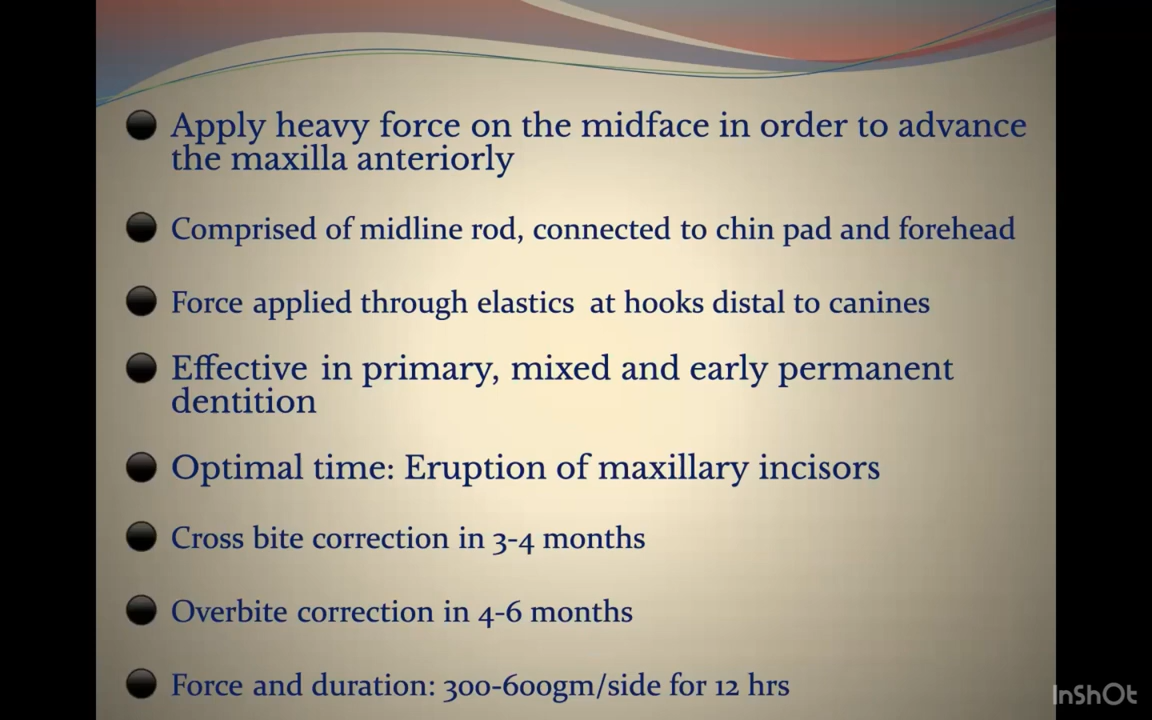 Apply heavy force on the midface in order to advance
the maxilla anteriorly
Comprised of midline rod, connected to chin pad and forehead
Force applied through elastics at hooks distal to canines
Effective in primary, mixed and early permanent
dentition
Optimal time: Eruption of maxillary incisors
Cross bite correction in 3-4 months
Overbite correction in 4-6 months
Force and duration: 300-600gm/side for 12 hrs
InShOt